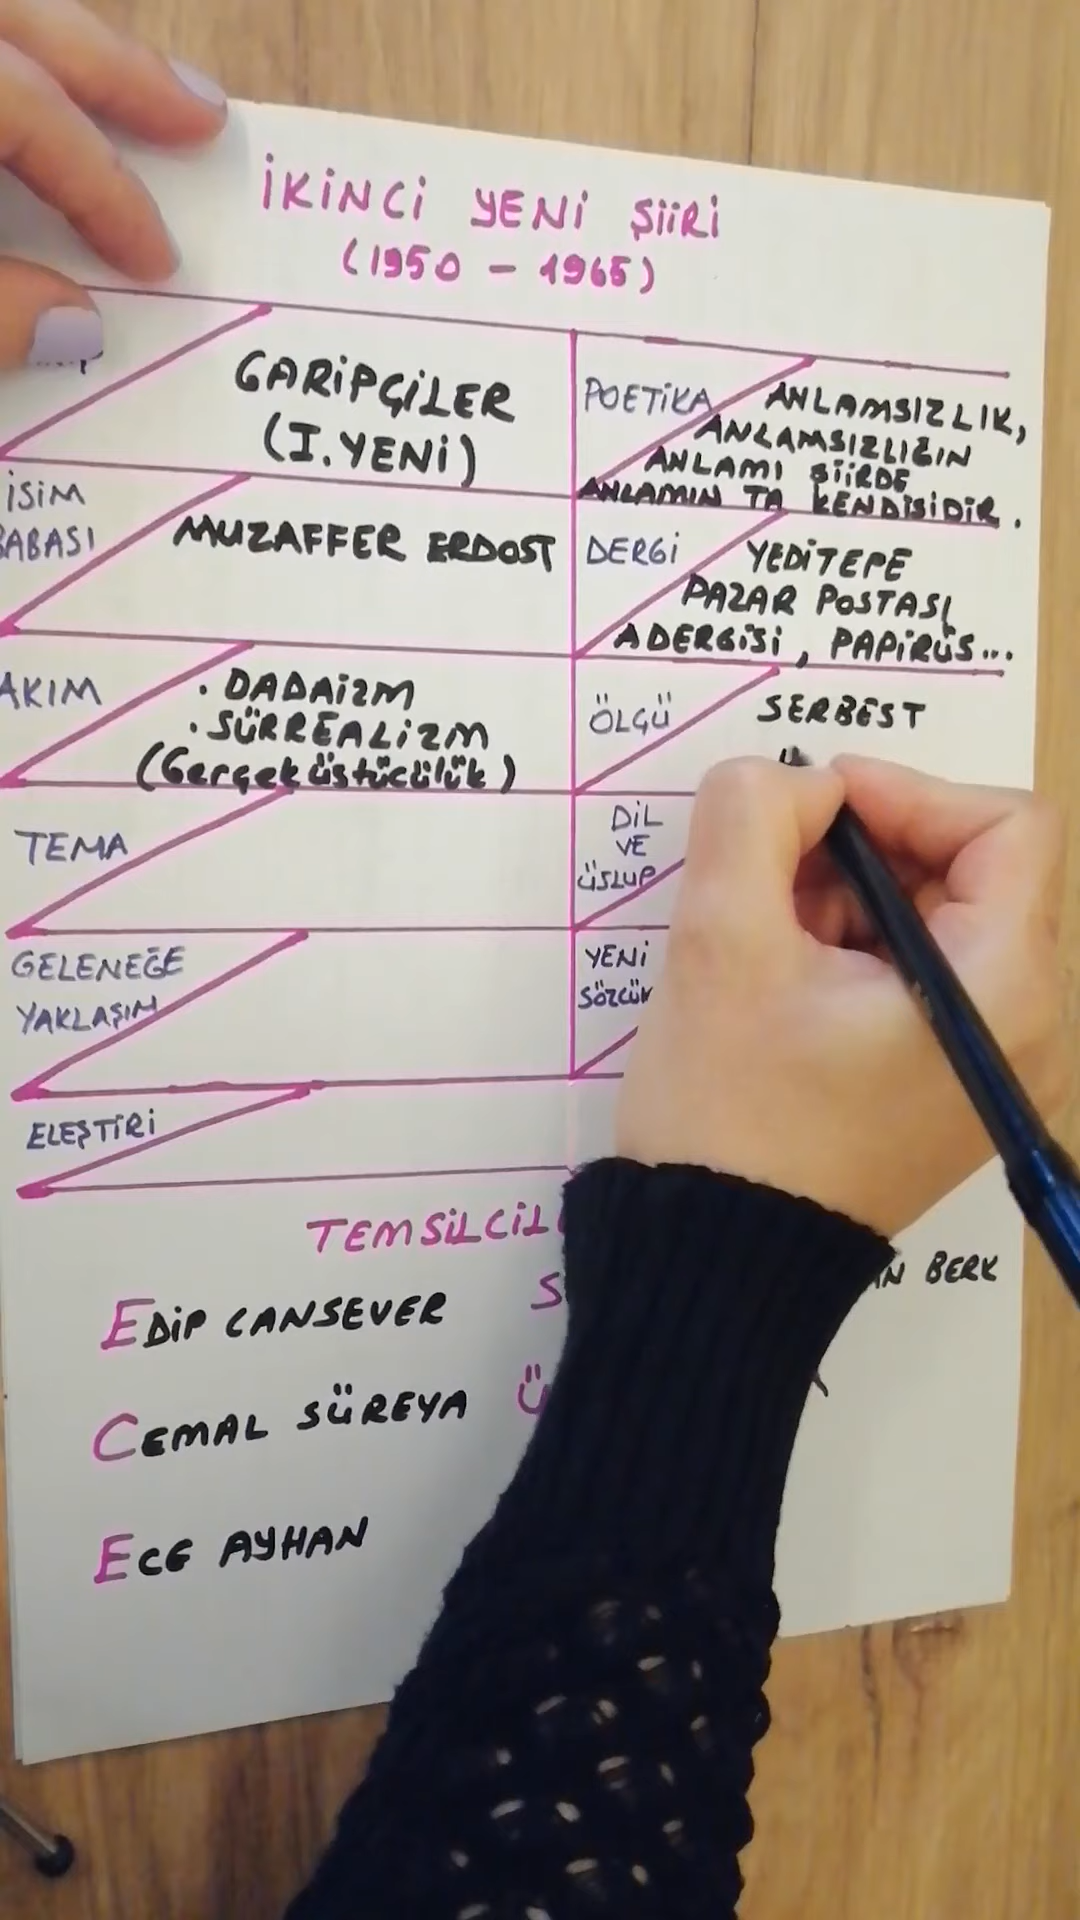 İKİNCİ YENİ ŞİİRİ
(1950 - 1965)
GARİPÇİLER
(I. YENİ)
POETİKA
ANLAMSIZLIK,
ANLAMSIZLIĞIN
ANLAMI ŞİİRDE
ANLAMIN TA KENDİSİDİR.
İSİM
BABASI
MUZAFFER ERDOST
DERGİ
YEDİTEPE
PAZAR POSTASI,
A DERGİSİ, PAPİRÜS...
AKIM
. DADAİZM
. SÜRREALİZM
(Gerçeküstücülük)
ÖLÇÜ
SERBEST
TEMA
DİL
VE
ÜSLUP
GELENEĞE
YAKLAŞIM
YENİ
ELEŞTİRİ
EDİP CANSEVER
BERK
CEMAL SÜREYA
ECE AYHAN